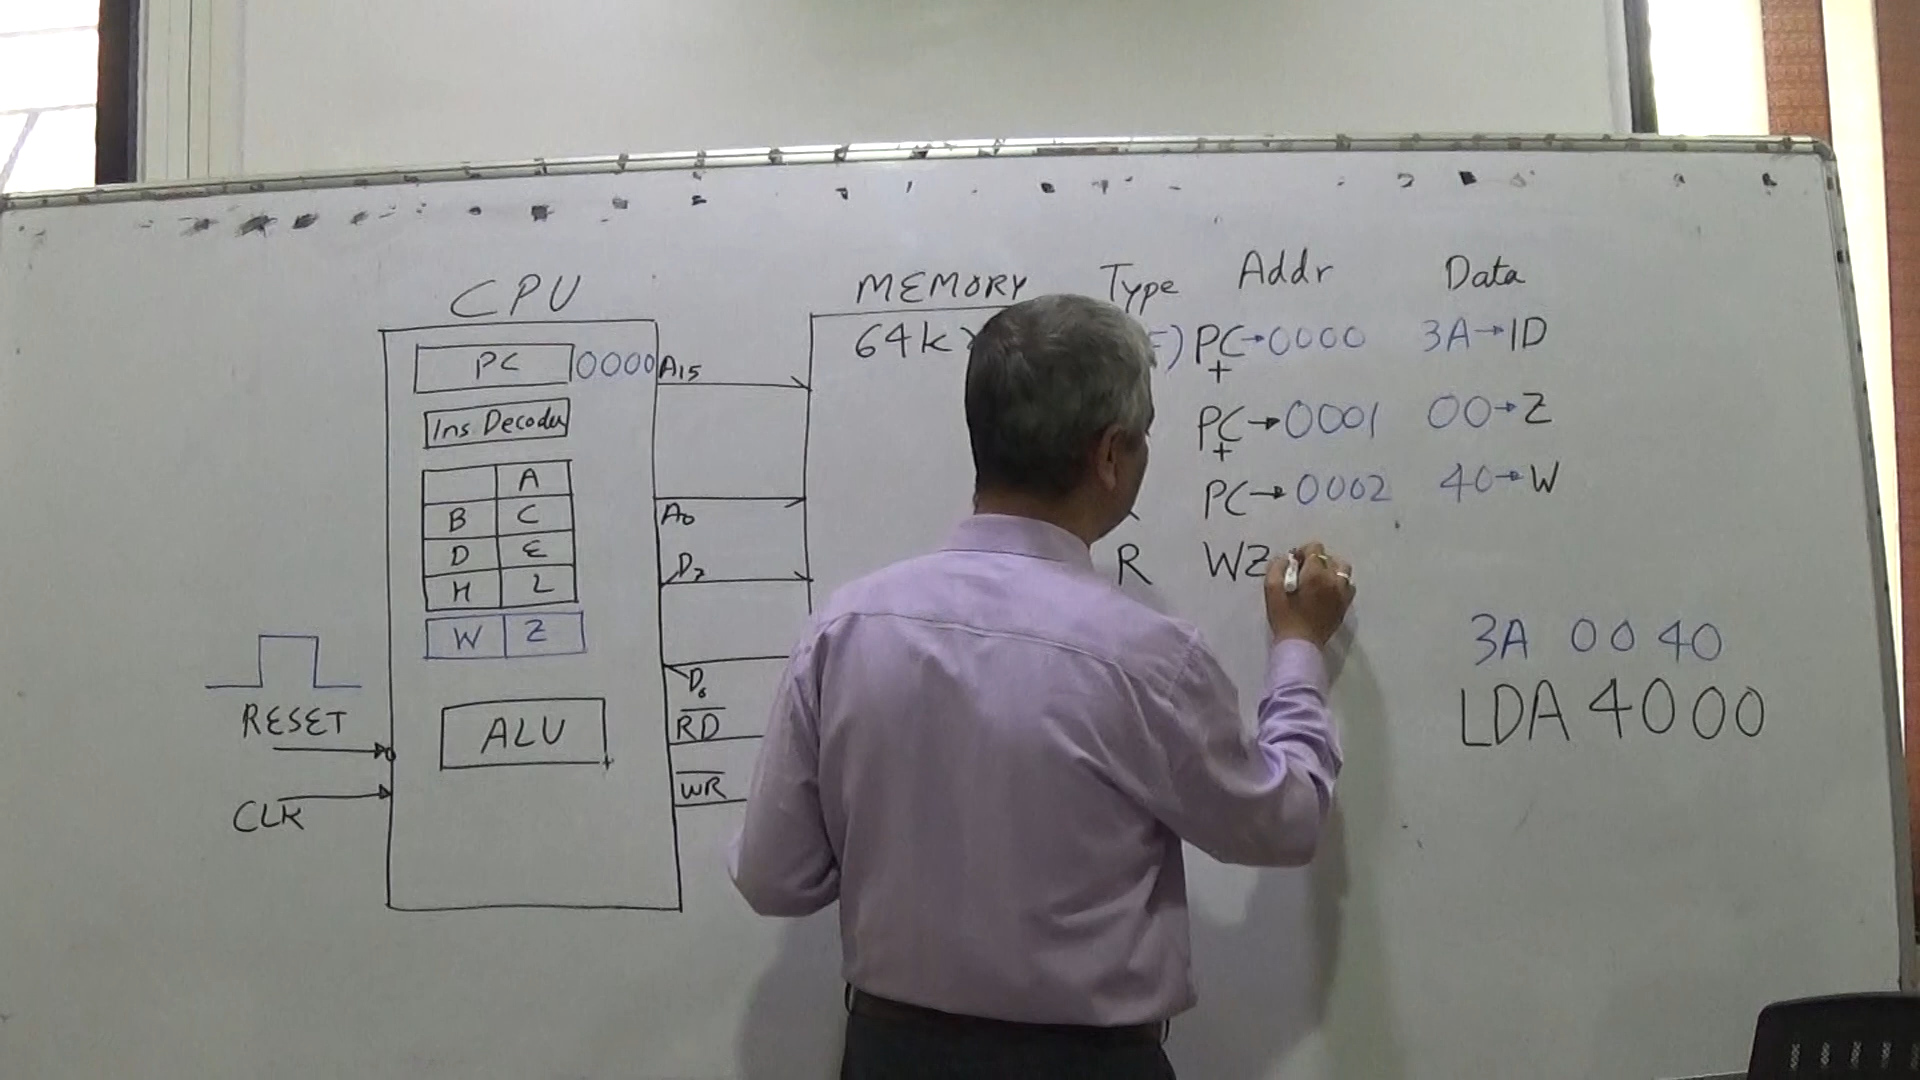 CPU
PC 0000
Ins. Decoder
A
B C
D E
H L
W Z
ALU
RESET
CLK
A15
A0
D7
D0
RD
WR
MEMORY
64k
Type Addr Data
F) PC→0000 3A→ID
+
PC→0001 00→Z
+
PC→0002 40→W
R WZ
3A 00 40
LDA 4000